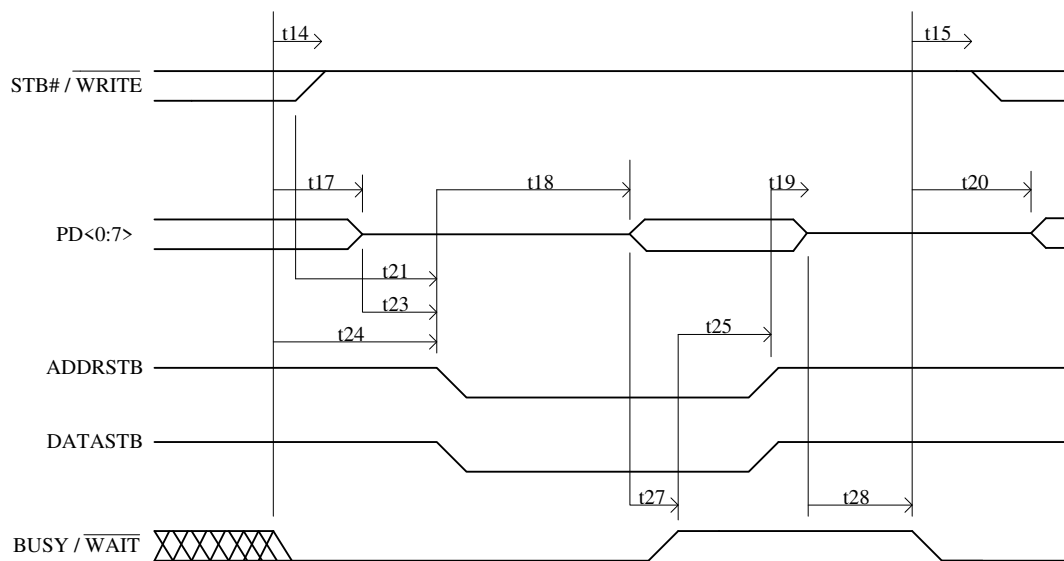 t14 t15
STB# / WRITE
t17 t18 t19 t20
PD<0:7>
t21
t23
t25
t24
ADDRSTB
DATASTB
t27 t28
BUSY / WAIT